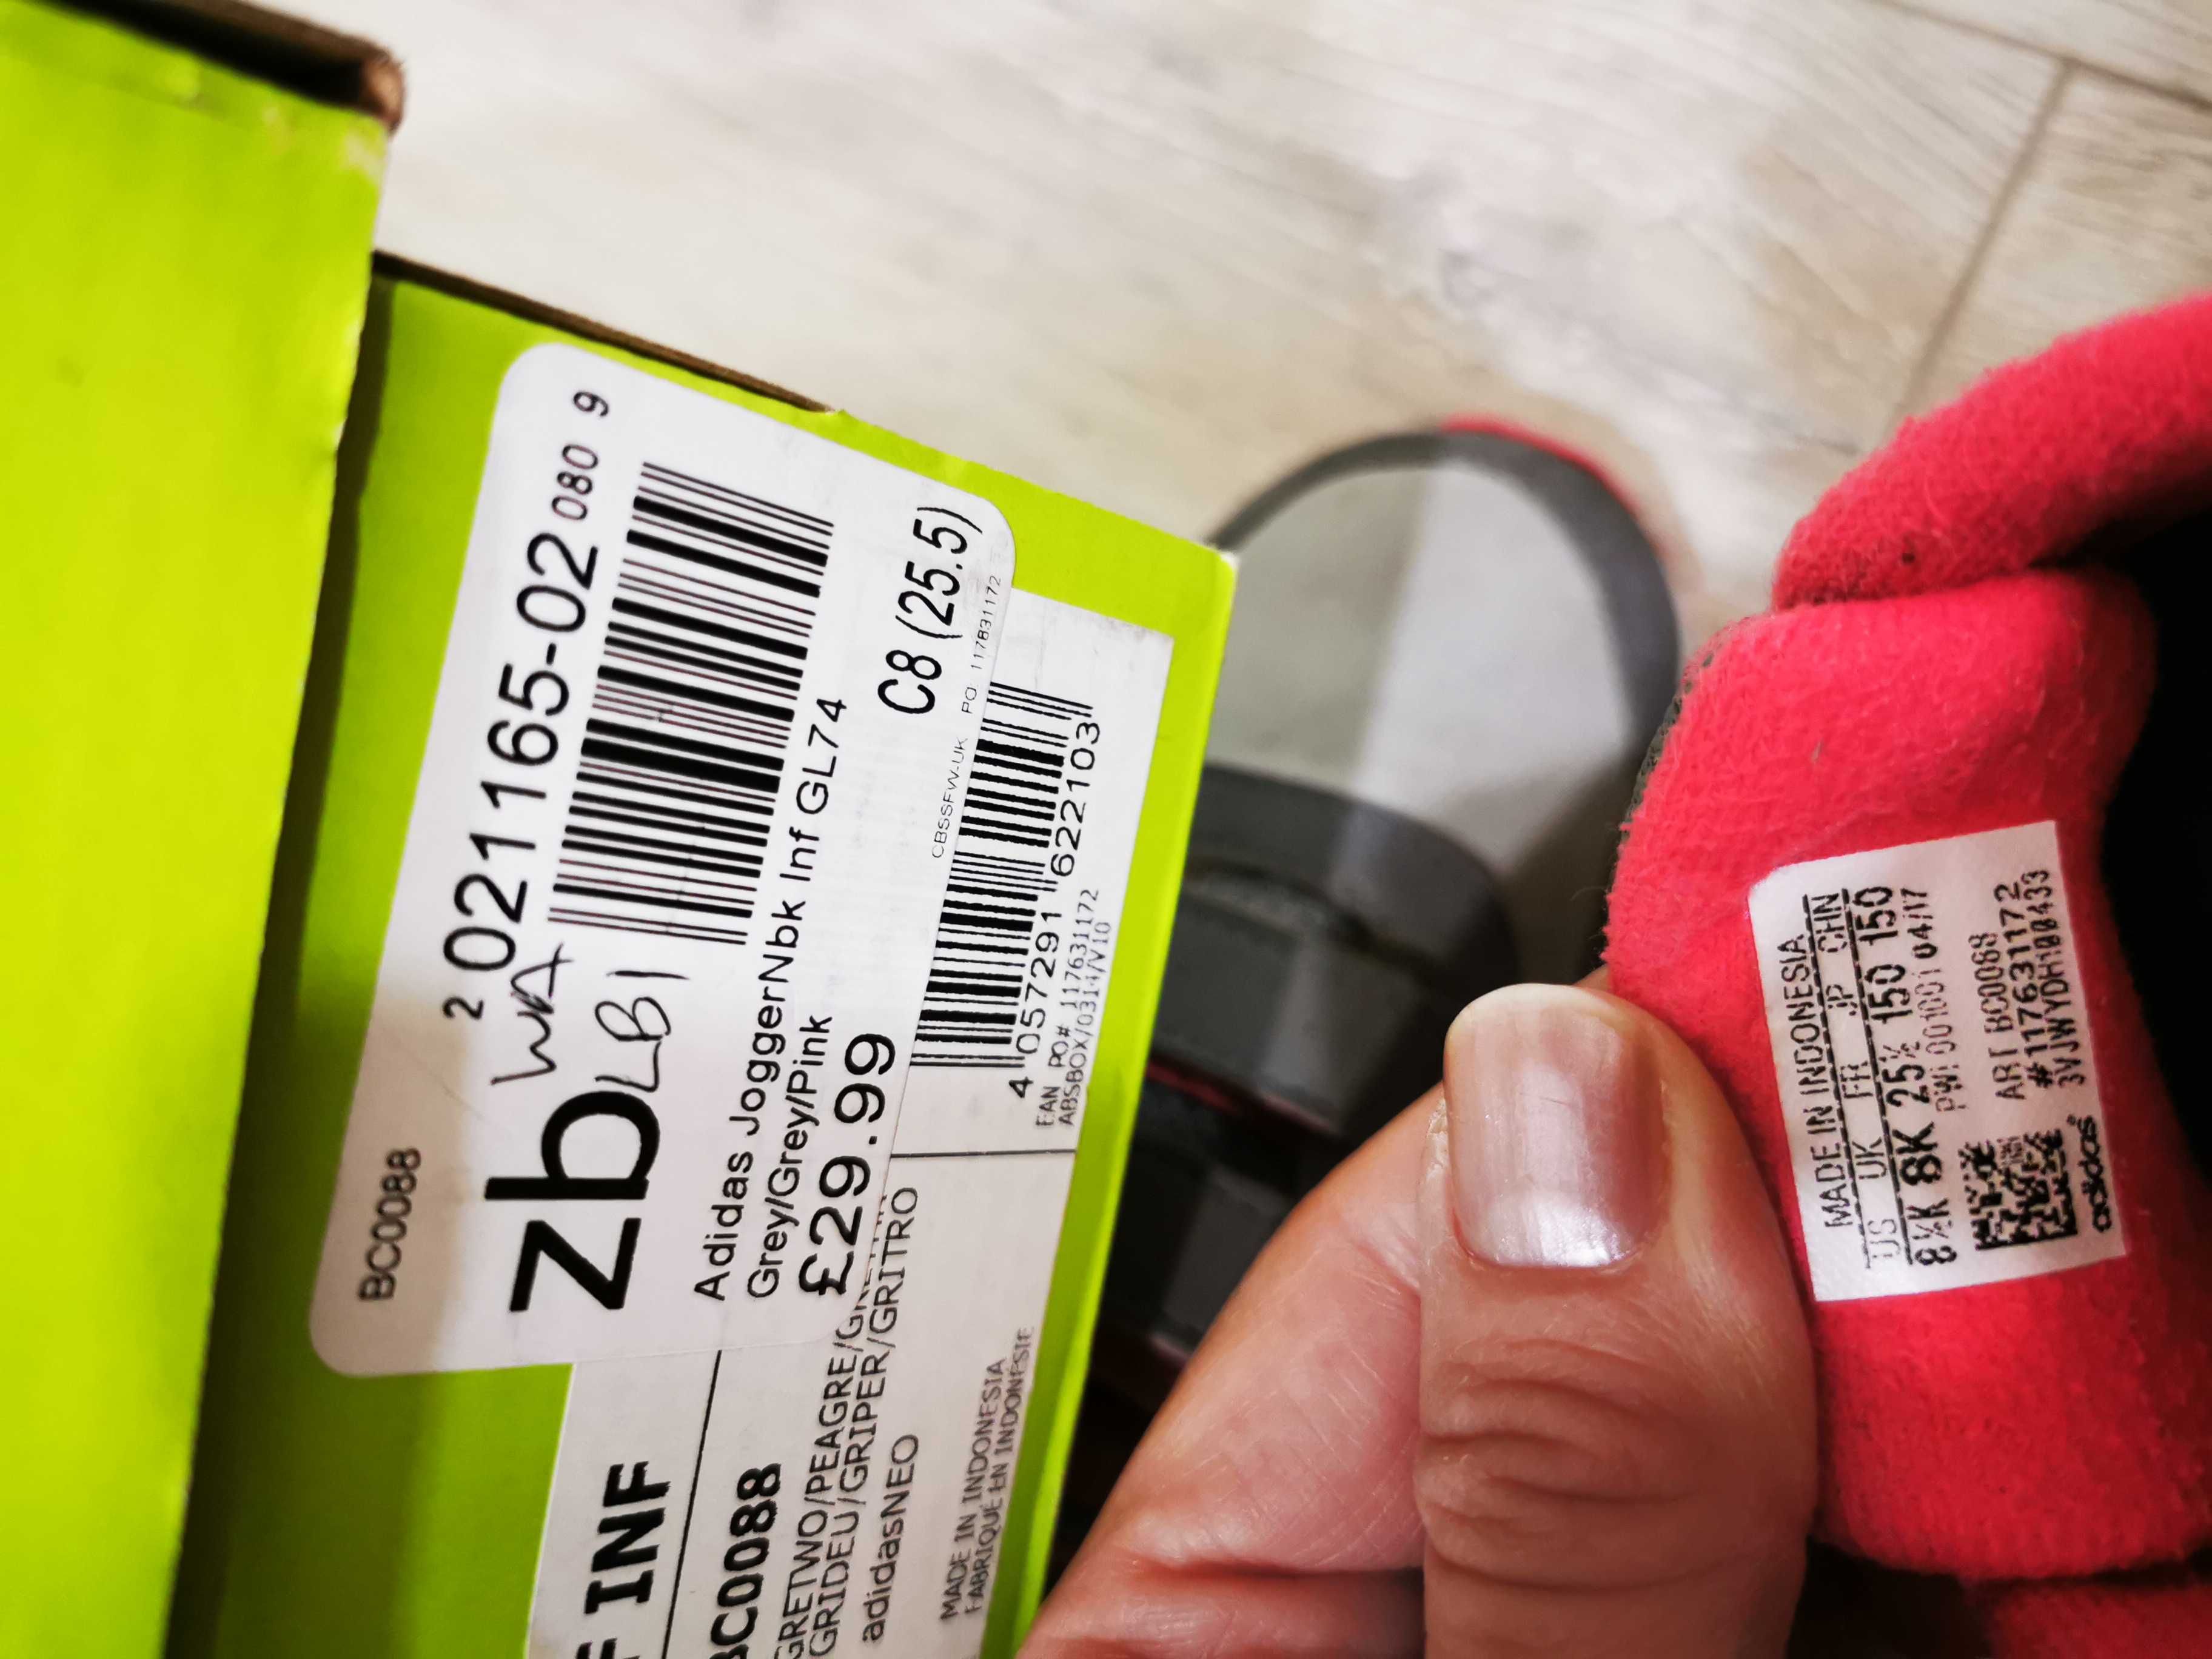 BC0088
2 021165-02 080 9
WA
zb
LB1
Adidas JoggerNbk Inf GL74
Grey/Grey/Pink
£29.99
C8 (25.5)
CBSSFW-UK PO 117831172
4 057291 622103
EAN PO# 117631172
ABSBOX/0314/V10
F INF
BC0088
GRETWO/PEAGRE/
GRIDEU/GRIPER/GRITRO
adidasNEO
MADE IN INDONESIA
FABRIQUÉ EN INDONÉSIE
MADE IN INDONESIA
US UK FR JP CHN
8½K 8K 25½ 150 150
PWI 001001 04/17
ART BC0088
#117631172
3VJWYDH100433
adidas